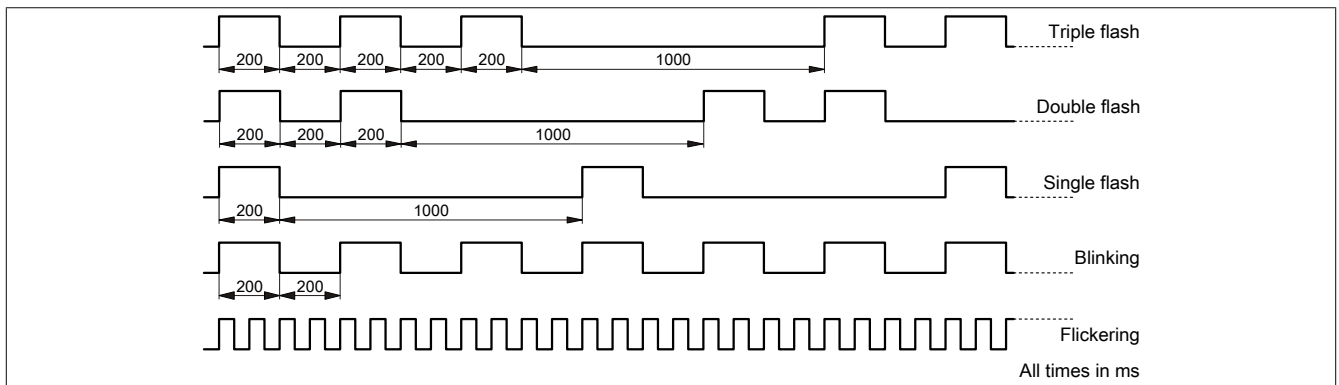 Triple flash
200 200 200 200 200 1000
Double flash
200 200 200 1000
Single flash
200 1000
Blinking
200 200
Flickering
All times in ms